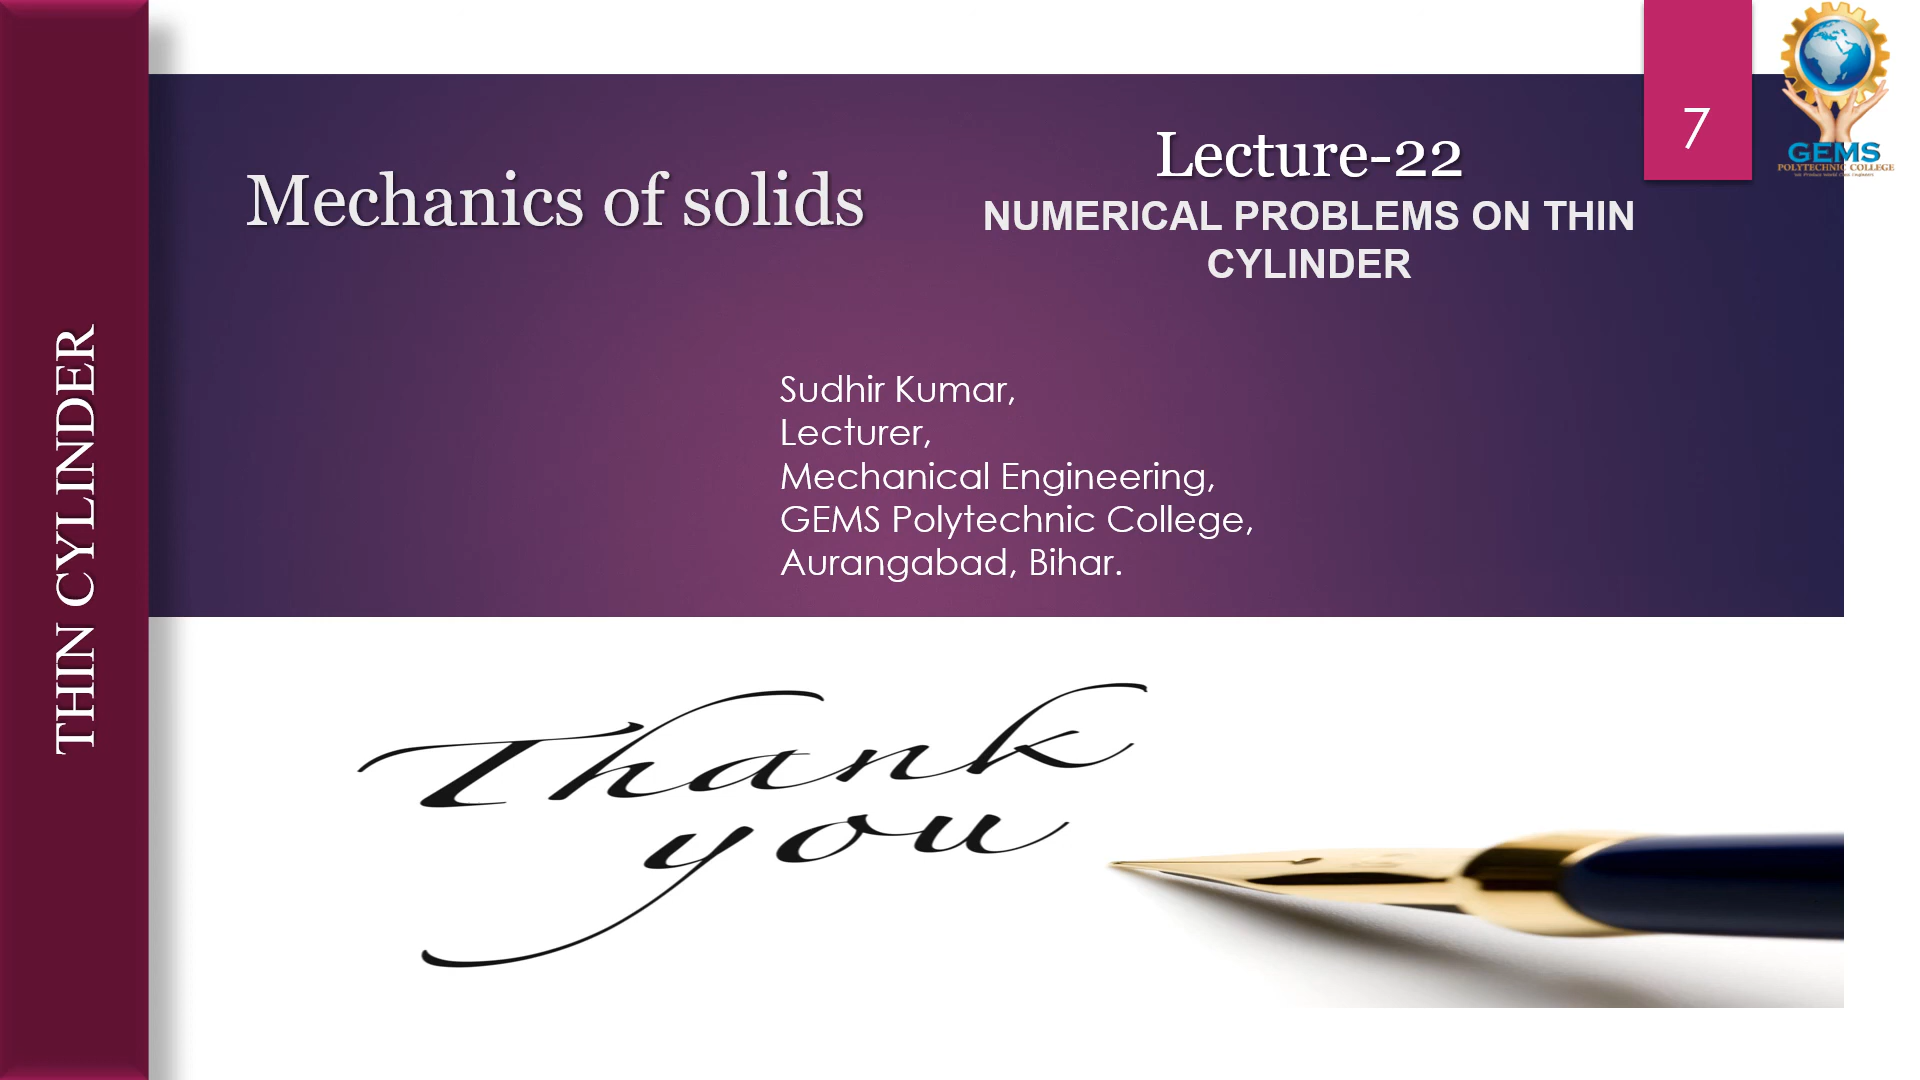 THIN CYLINDER
Mechanics of solids
Lecture-22
NUMERICAL PROBLEMS ON THIN
CYLINDER
7
GEMS
POLYTECHNIC COLLEGE
Sudhir Kumar,
Lecturer,
Mechanical Engineering,
GEMS Polytechnic College,
Aurangabad, Bihar.
Thank
you